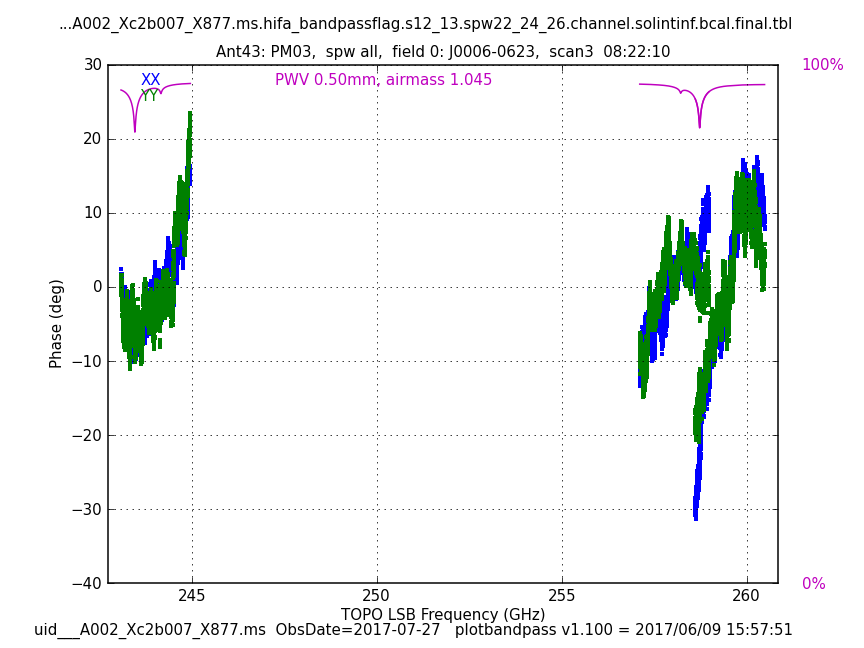 ...A002_Xc2b007_X877.ms.hifa_bandpassflag.s12_13.spw22_24_26.channel.solintinf.bcal.final.tbl
Ant43: PM03,  spw all,  field 0: J0006-0623,  scan3  08:22:10
30
100%
XX
PWV 0.50mm, airmass 1.045
YY
20
10
0
Phase (deg)
−10
−20
−30
−40
0%
245
250
255
260
TOPO LSB Frequency (GHz)
uid___A002_Xc2b007_X877.ms  ObsDate=2017-07-27   plotbandpass v1.100 = 2017/06/09 15:57:51